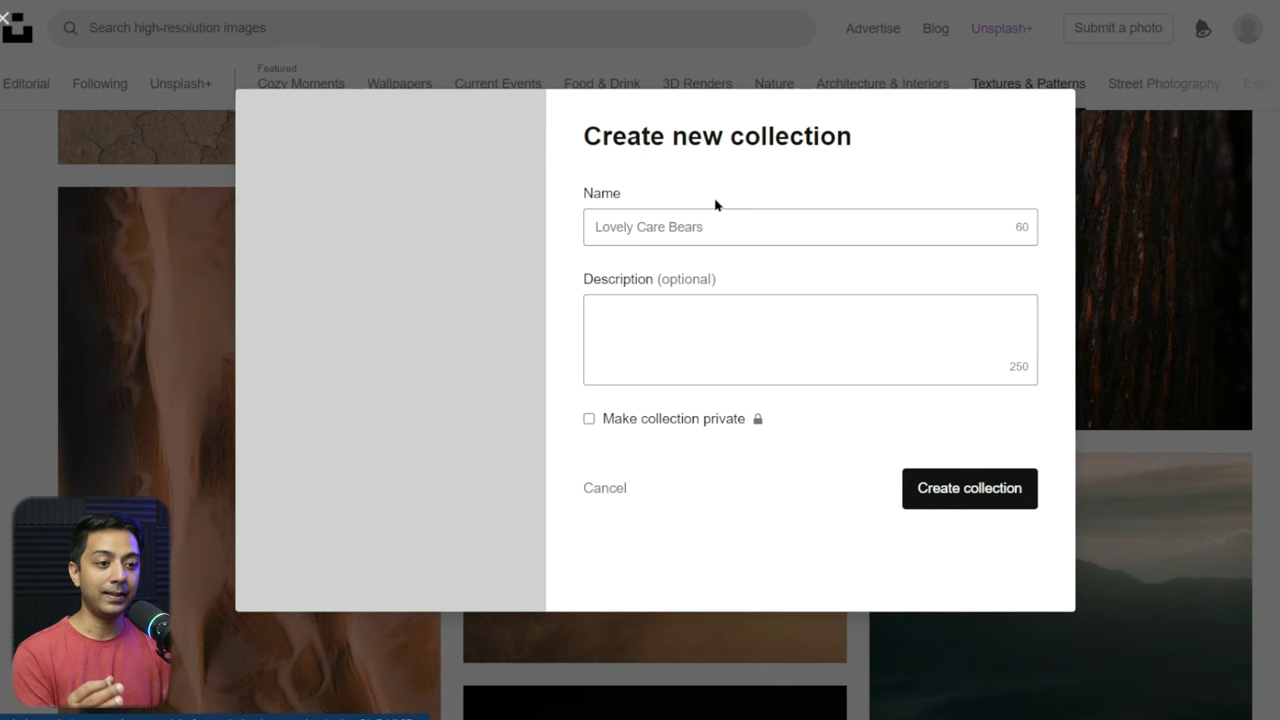 Search high-resolution images
Advertise
Blog
Unsplash+
Submit a photo
Editorial
Following
Unsplash+
Featured
Cozy Moments
Wallpapers
Current Events
Food & Drink
3D Renders
Nature
Architecture & Interiors
Textures & Patterns
Street Photography
Create new collection
Name
Lovely Care Bears
60
Description (optional)
250
Make collection private
Cancel
Create collection